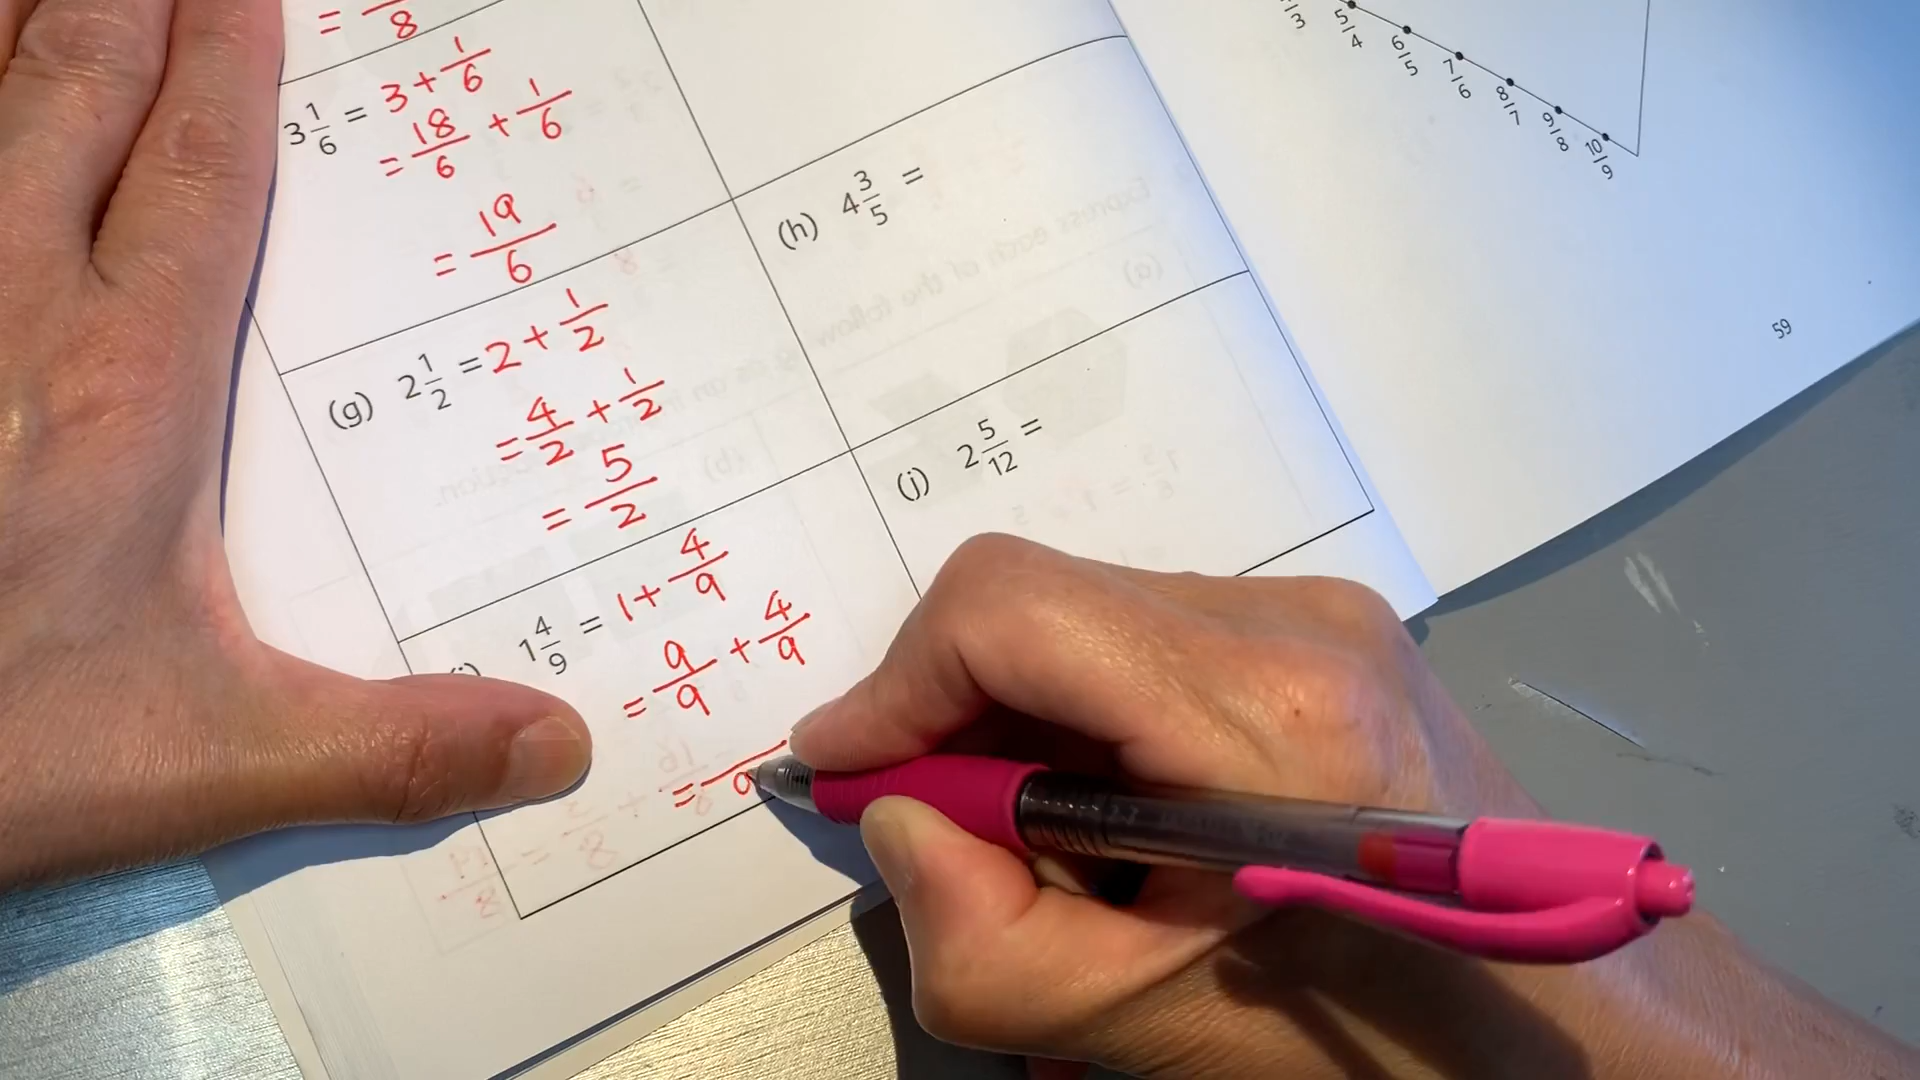 = /8
3 1/6 = 3 + 1/6
= 18/6 + 1/6
= 19/6
(g) 2 1/2 = 2 + 1/2
= 4/2 + 1/2
= 5/2
1 4/9 = 1 + 4/9
= 9/9 + 4/9
= /9
(h) 4 3/5 =
(j) 2 5/12 =
5/4
6/5
7/6
8/7
9/8
10/9
59